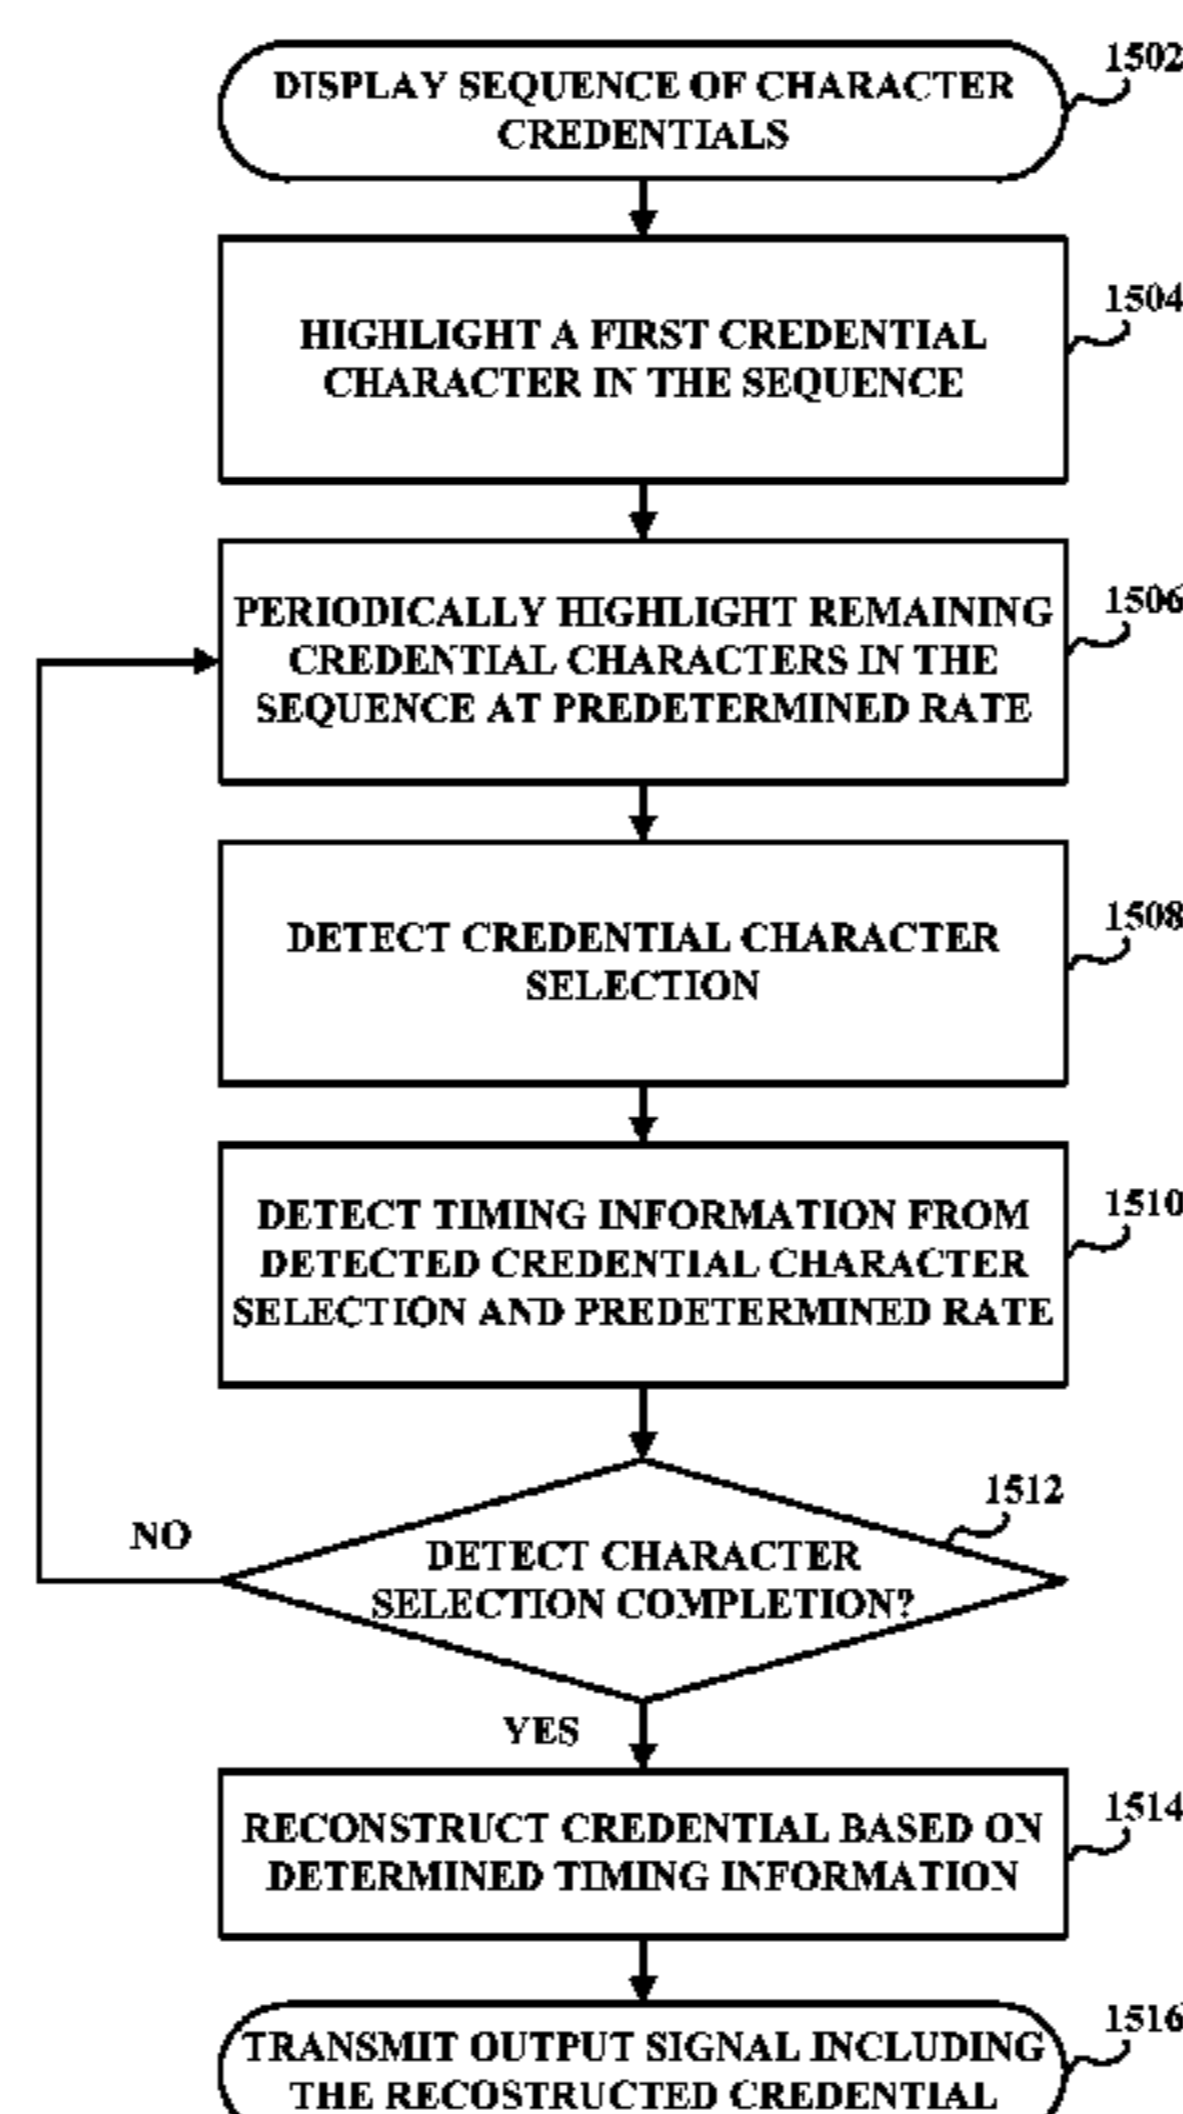 1502
DISPLAY SEQUENCE OF CHARACTER
CREDENTIALS
1504
HIGHLIGHT A FIRST CREDENTIAL
CHARACTER IN THE SEQUENCE
1506
PERIODICALLY HIGHLIGHT REMAINING
CREDENTIAL CHARACTERS IN THE
SEQUENCE AT PREDETERMINED RATE
1508
DETECT CREDENTIAL CHARACTER
SELECTION
1510
DETECT TIMING INFORMATION FROM
DETECTED CREDENTIAL CHARACTER
SELECTION AND PREDETERMINED RATE
1512
NO
DETECT CHARACTER
SELECTION COMPLETION?
YES
1514
RECONSTRUCT CREDENTIAL BASED ON
DETERMINED TIMING INFORMATION
1516
TRANSMIT OUTPUT SIGNAL INCLUDING
THE RECOSTRUCTED CREDENTIAL